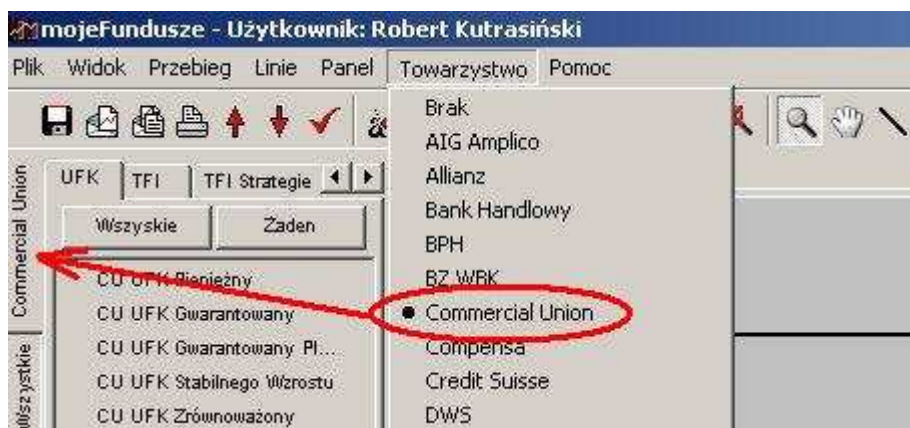 mojeFundusze - Użytkownik: Robert Kutrasiński
Plik Widok Przebieg Linie Panel Towarzystwo Pomoc
Commercial Union
Wszystkie
UFK TFI TFI Strategie
Wszyskie Żaden
CU UFK Pieniężny
CU UFK Gwarantowany
CU UFK Gwarantowany Pl...
CU UFK Stabilnego Wzrostu
CU UFK Zrównoważony
Brak
AIG Amplico
Allianz
Bank Handlowy
BPH
BZ WBK
Commercial Union
Compensa
Credit Suisse
DWS